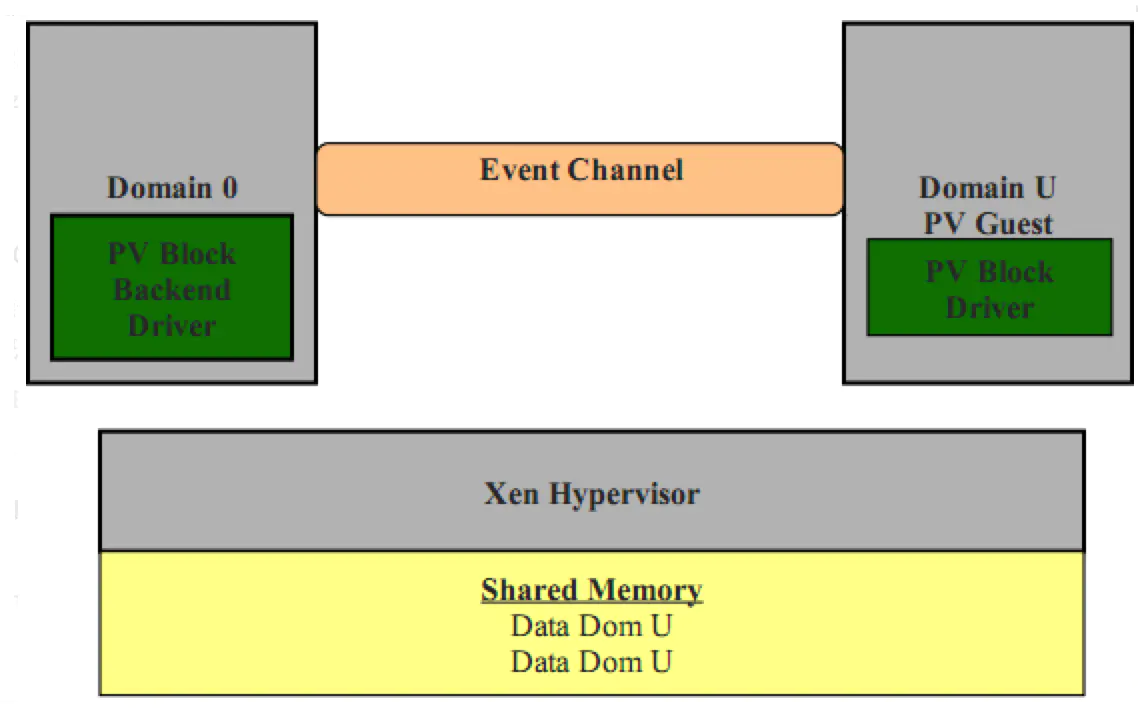 Event Channel
Domain 0
PV Block
Backend
Driver
Domain U
PV Guest
PV Block
Driver
Xen Hypervisor
Shared Memory
Data Dom U
Data Dom U